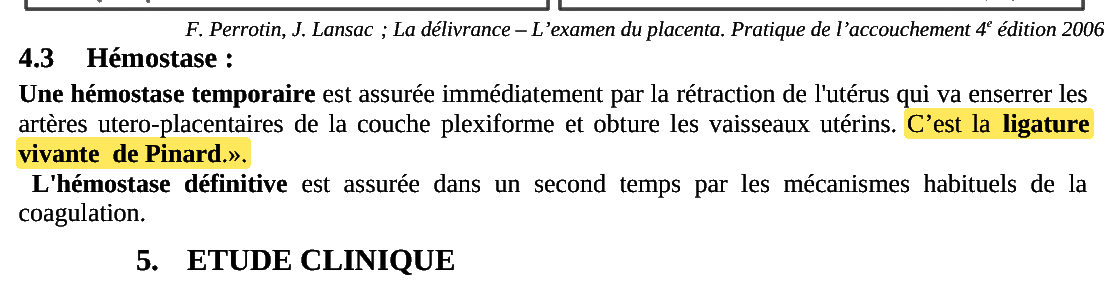 F. Perrotin, J. Lansac ; La délivrance – L’examen du placenta. Pratique de l’accouchement 4e édition 2006
4.3 Hémostase :
Une hémostase temporaire est assurée immédiatement par la rétraction de l'utérus qui va enserrer les
artères utero-placentaires de la couche plexiforme et obture les vaisseaux utérins. C’est la ligature
vivante de Pinard.».
L'hémostase définitive est assurée dans un second temps par les mécanismes habituels de la
coagulation.
5. ETUDE CLINIQUE